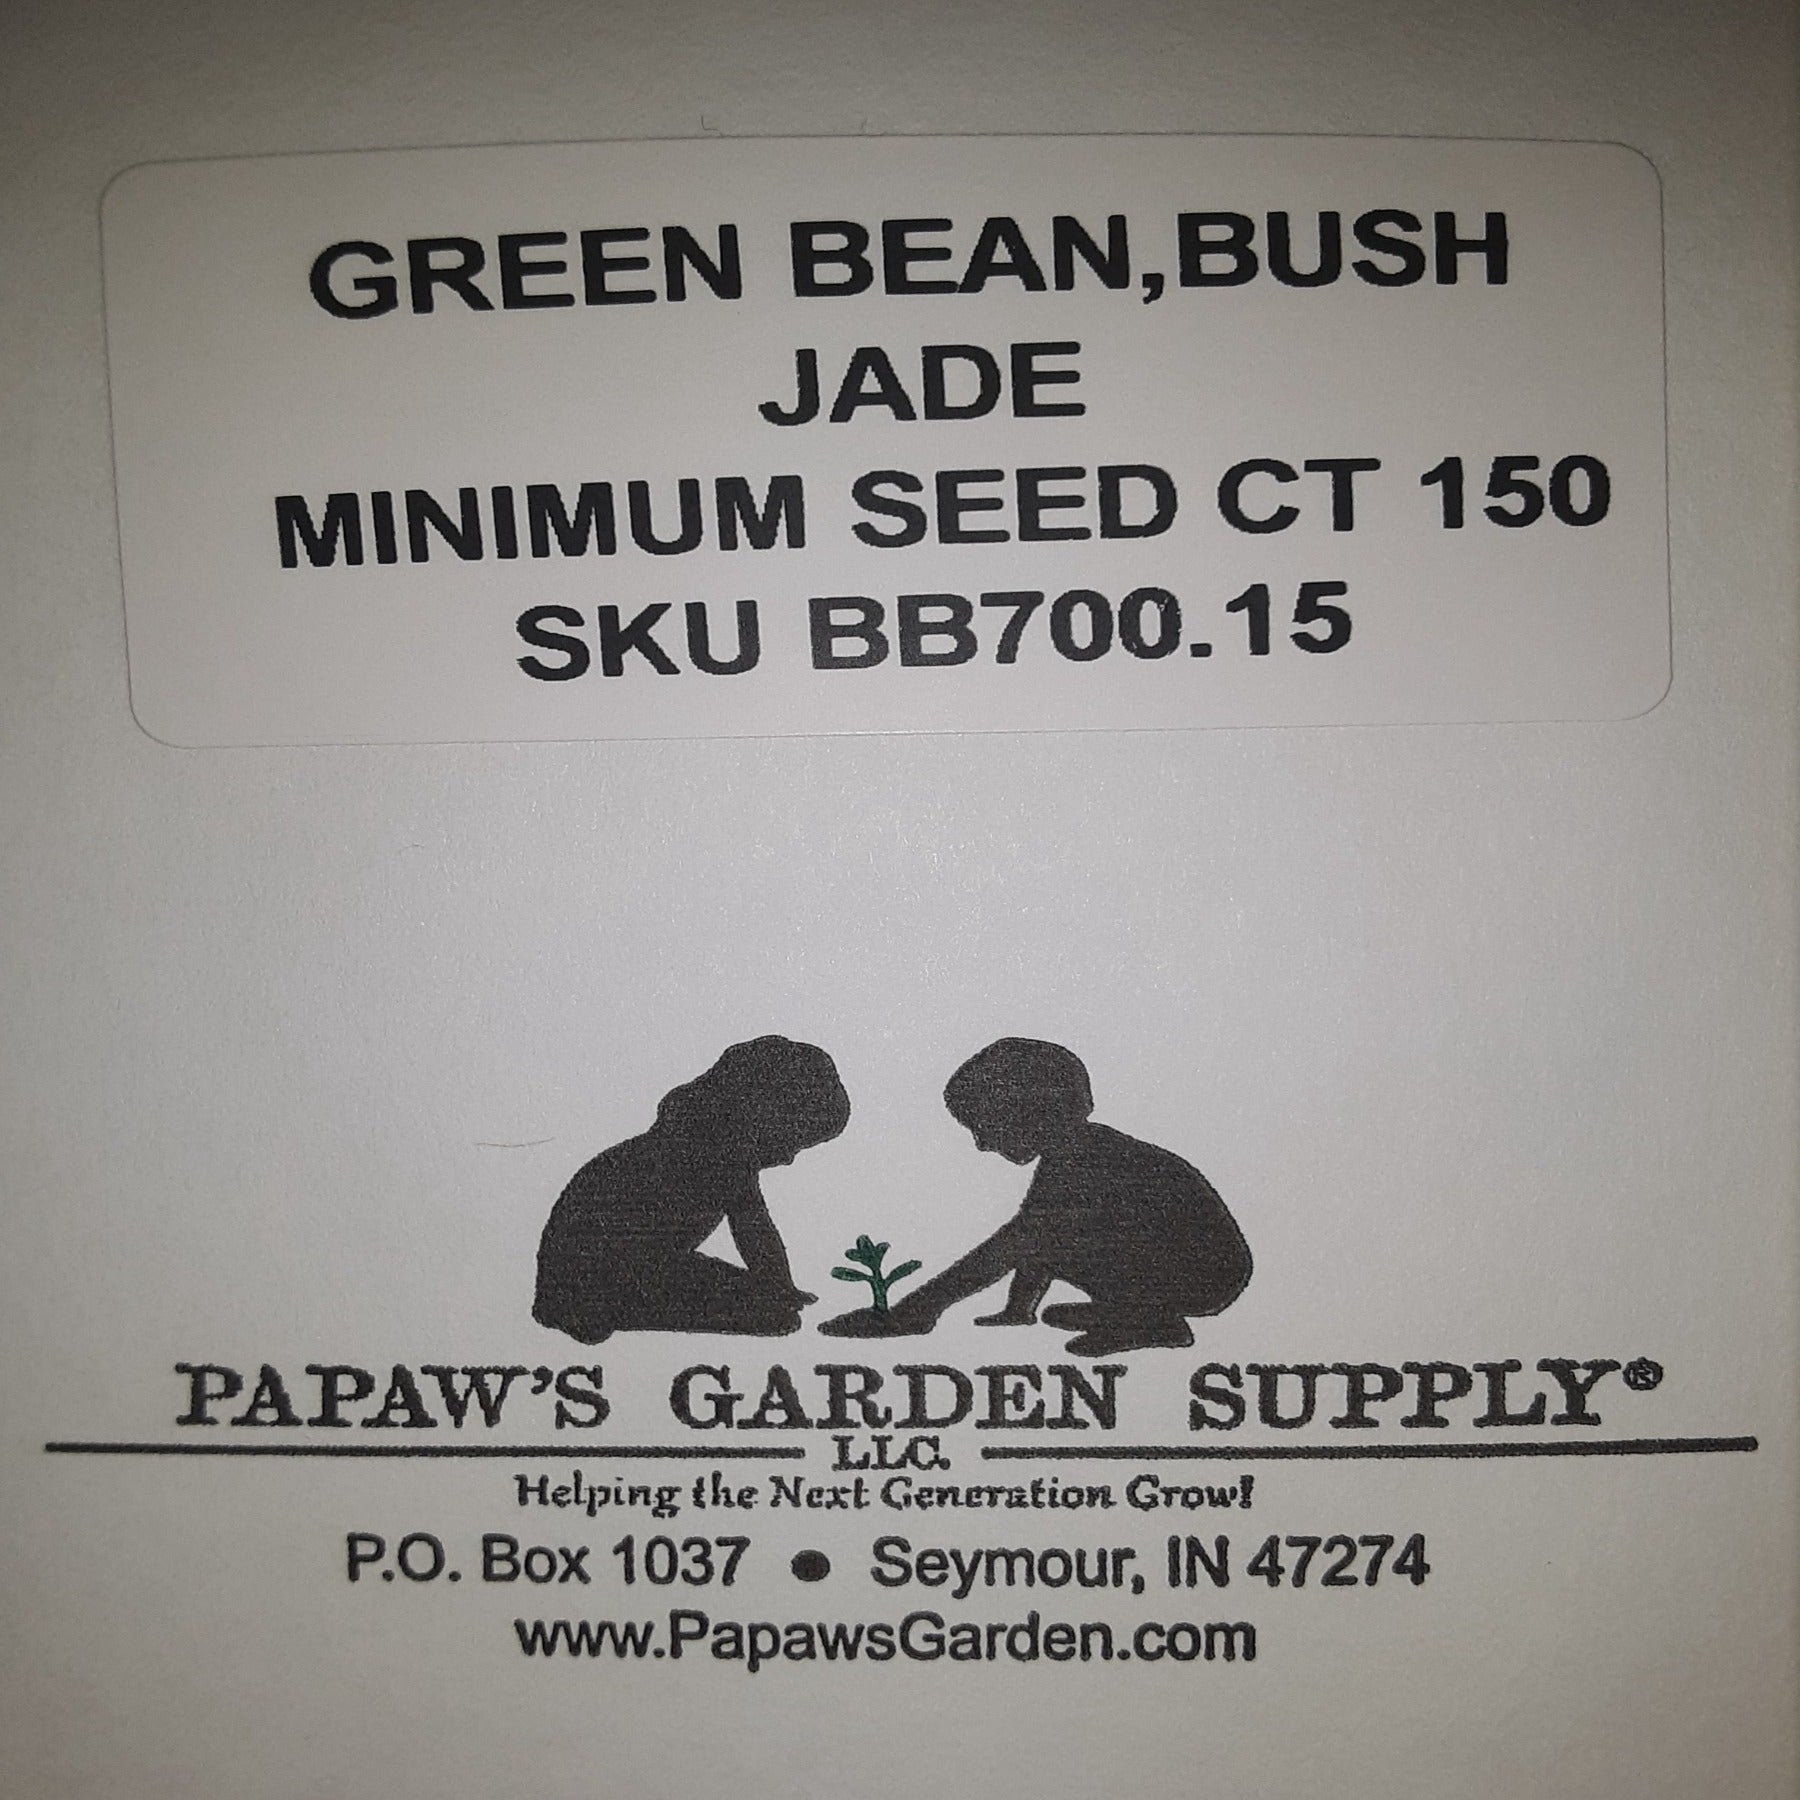 GREEN BEAN,BUSH
JADE
MINIMUM SEED CT 150
SKU BB700.15
PAPAW'S GARDEN SUPPLY®
LLC.
Helping the Next Generation Grow!
P.O. Box 1037 ● Seymour, IN 47274
www.PapawsGarden.com